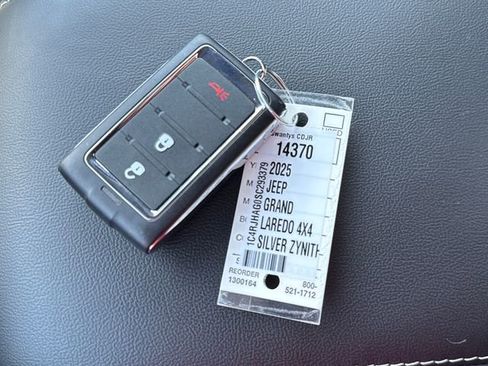 Swantys CDJR
14370
Y: 2025
M JEEP
M GRAND
B LAREDO 4X4
C SILVER ZYNITH
1C4RJHAG0SC293379
REORDER
1300164
800-
521-1712